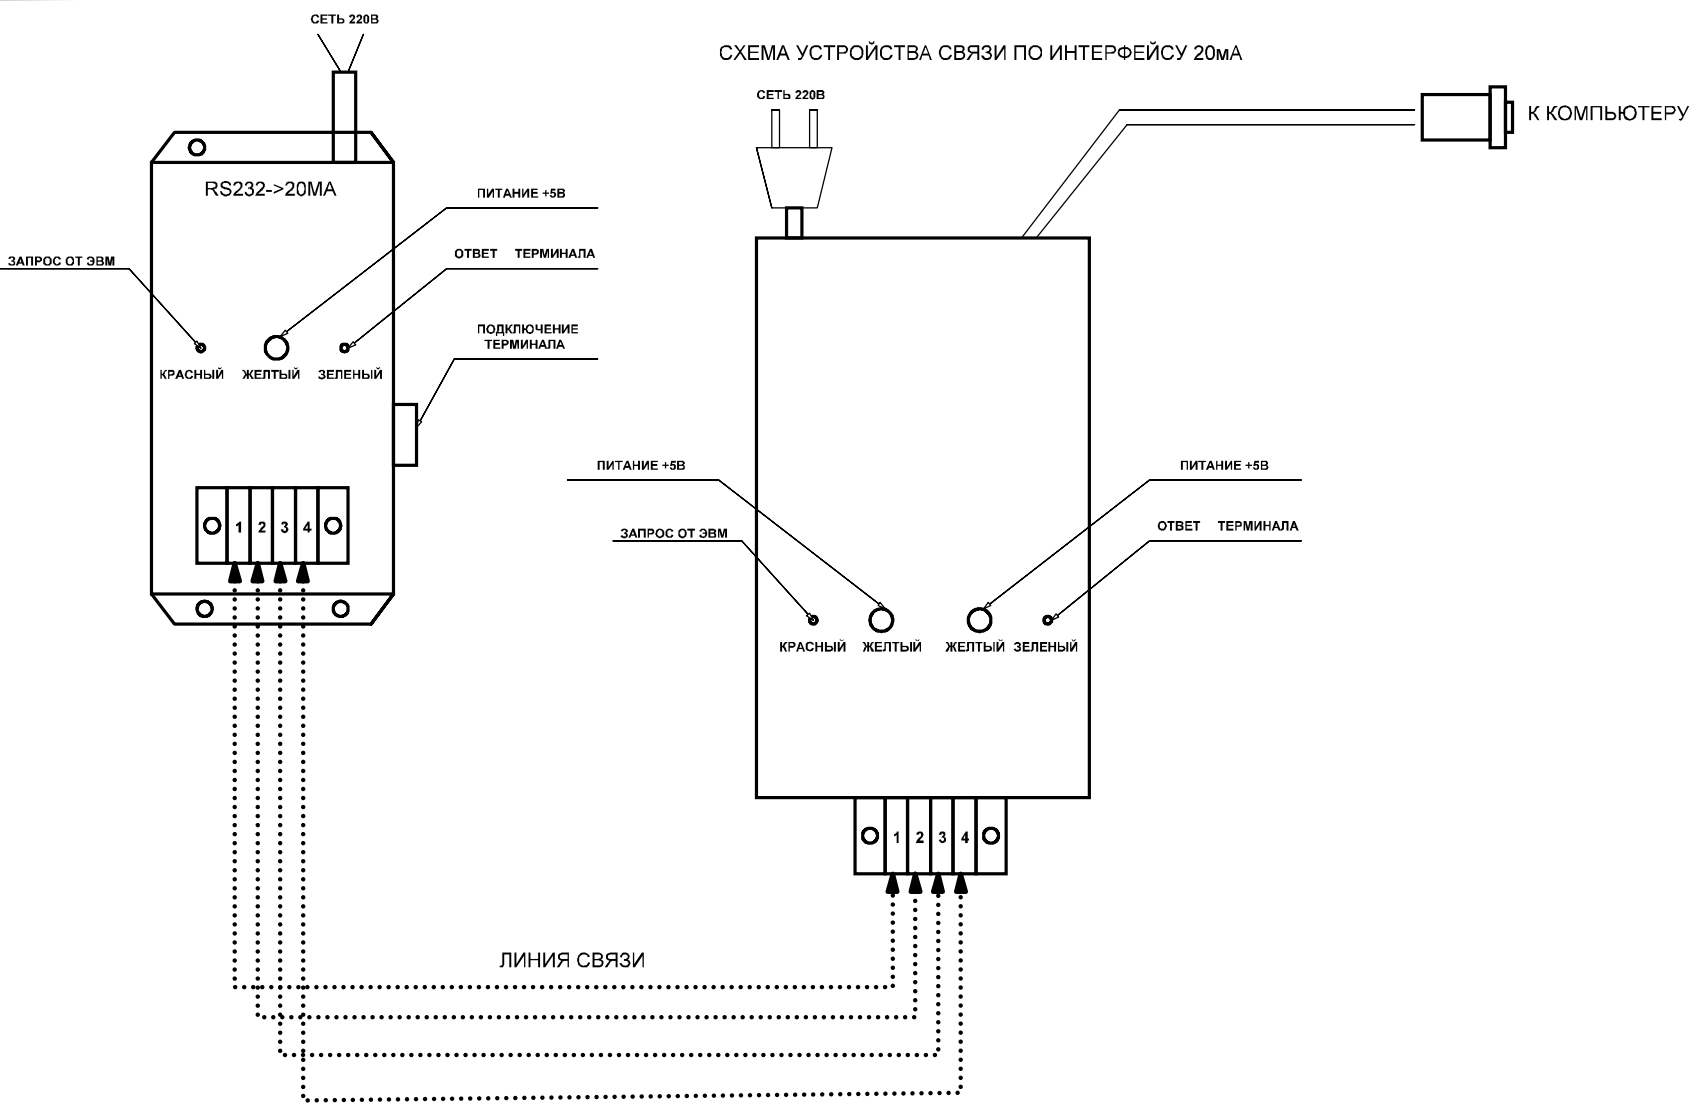 СЕТЬ 220В
СХЕМА УСТРОЙСТВА СВЯЗИ ПО ИНТЕРФЕЙСУ 20мА
СЕТЬ 220В
К КОМПЬЮТЕРУ
RS232->20МА
ПИТАНИЕ +5В
ОТВЕТ ТЕРМИНАЛА
ЗАПРОС ОТ ЭВМ
ПОДКЛЮЧЕНИЕ
ТЕРМИНАЛА
КРАСНЫЙ ЖЕЛТЫЙ ЗЕЛЕНЫЙ
1 2 3 4
ПИТАНИЕ +5В
ПИТАНИЕ +5В
ЗАПРОС ОТ ЭВМ
ОТВЕТ ТЕРМИНАЛА
КРАСНЫЙ ЖЕЛТЫЙ ЖЕЛТЫЙ ЗЕЛЕНЫЙ
1 2 3 4
ЛИНИЯ СВЯЗИ